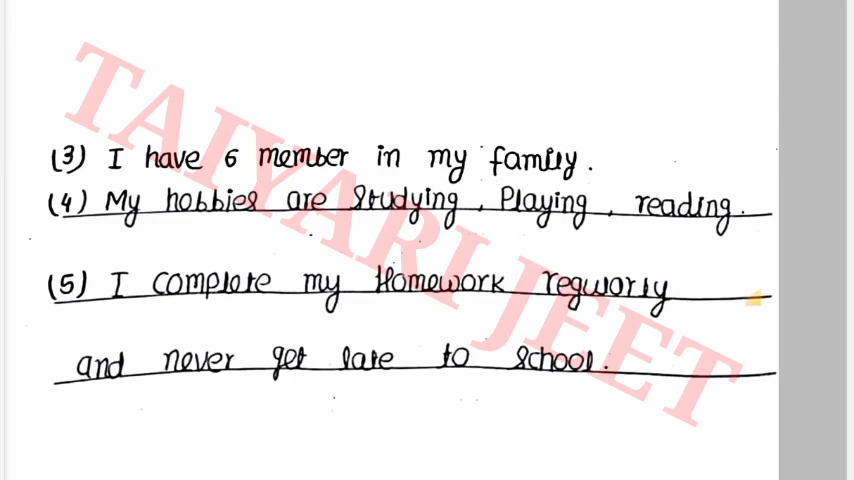 (3) I have 6 member in my family.
(4) My hobbies are studying, Playing, reading.
(5) I complete my Homework regularly
and never get late to school.
TAIYARI JEET